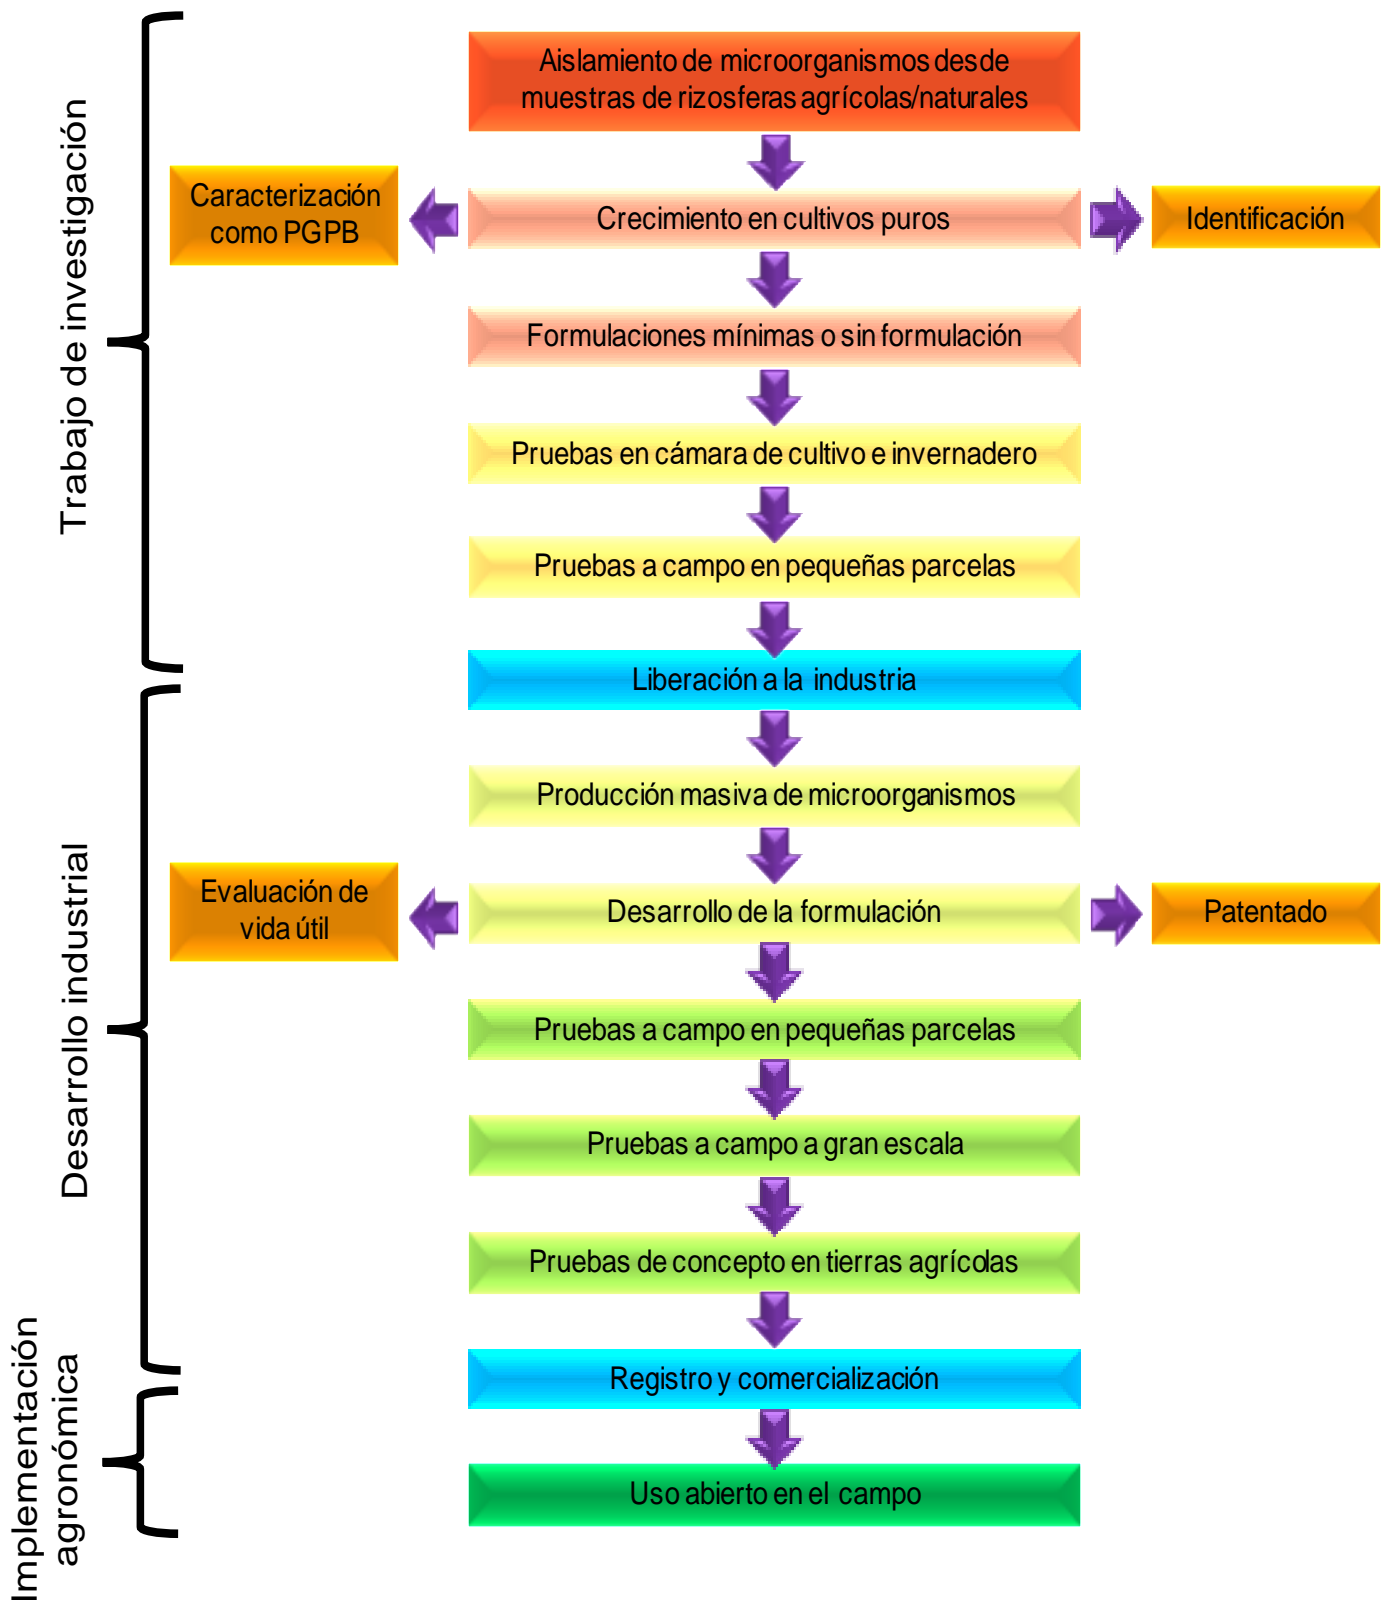 Trabajo de investigación
Aislamiento de microorganismos desde
muestras de rizosferas agrícolas/naturales
Caracterización
como PGPB
Crecimiento en cultivos puros
Identificación
Formulaciones mínimas o sin formulación
Pruebas en cámara de cultivo e invernadero
Pruebas a campo en pequeñas parcelas
Liberación a la industria
Desarrollo industrial
Producción masiva de microorganismos
Evaluación de
vida útil
Desarrollo de la formulación
Patentado
Pruebas a campo en pequeñas parcelas
Pruebas a campo a gran escala
Pruebas de concepto en tierras agrícolas
Registro y comercialización
Implementación
agronómica
Uso abierto en el campo